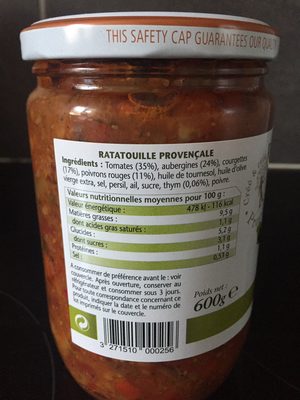 THIS SAFETY CAP GUARANTEES OUR QUA
RATATOUILLE PROVENÇALE
Ingrédients : Tomates (35%), aubergines (24%), courgettes
(17%), poivrons rouges (11%), huile de tournesol, huile d'olive
vierge extra, sel, persil, ail, sucre, thym (0,06%), poivre.
Valeurs nutritionnelles moyennes pour 100 g :
Valeur énergétique : 478 kJ - 116 kcal
Matières grasses : 9,5 g
dont acides gras saturés : 1,1 g
Glucides : 5,2 g
dont sucres : 3,1 g
Protéines : 1,1 g
Sel : 0,51 g
A consommer de préférence avant le : voir
couvercle. Après ouverture, conserver au
réfrigérateur et consommer sous 3 jours.
Pour toute correspondance concernant ce
produit, indiquer la date et le numéro de
lot imprimés sur le couvercle.
Poids net :
600g e
3 271510 000256